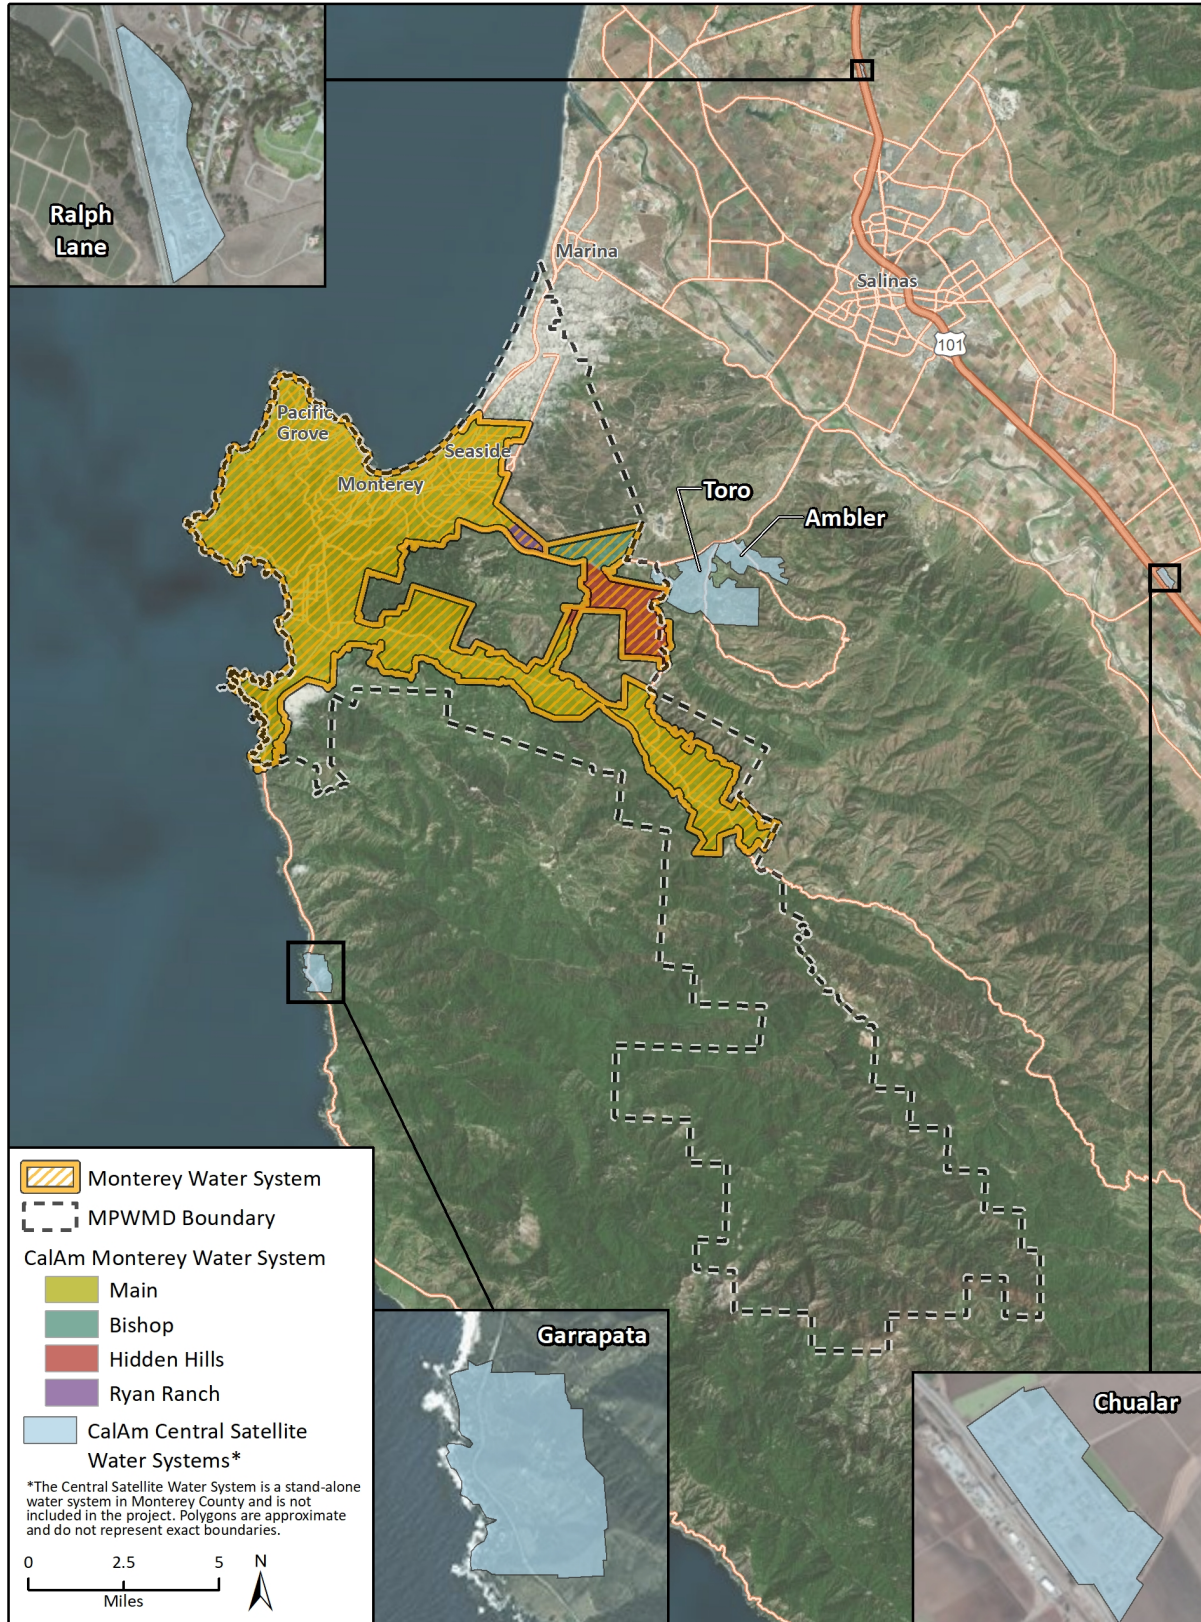 Ralph
Lane
Marina
Salinas
101
Pacific
Grove
Seaside
Monterey
Toro
Ambler
Monterey Water System
MPWMD Boundary
CalAm Monterey Water System
Main
Bishop
Hidden Hills
Ryan Ranch
CalAm Central Satellite
Water Systems*
*The Central Satellite Water System is a stand-alone
water system in Monterey County and is not
included in the project. Polygons are approximate
and do not represent exact boundaries.
0 2.5 5
Miles
N
Garrapata
Chualar